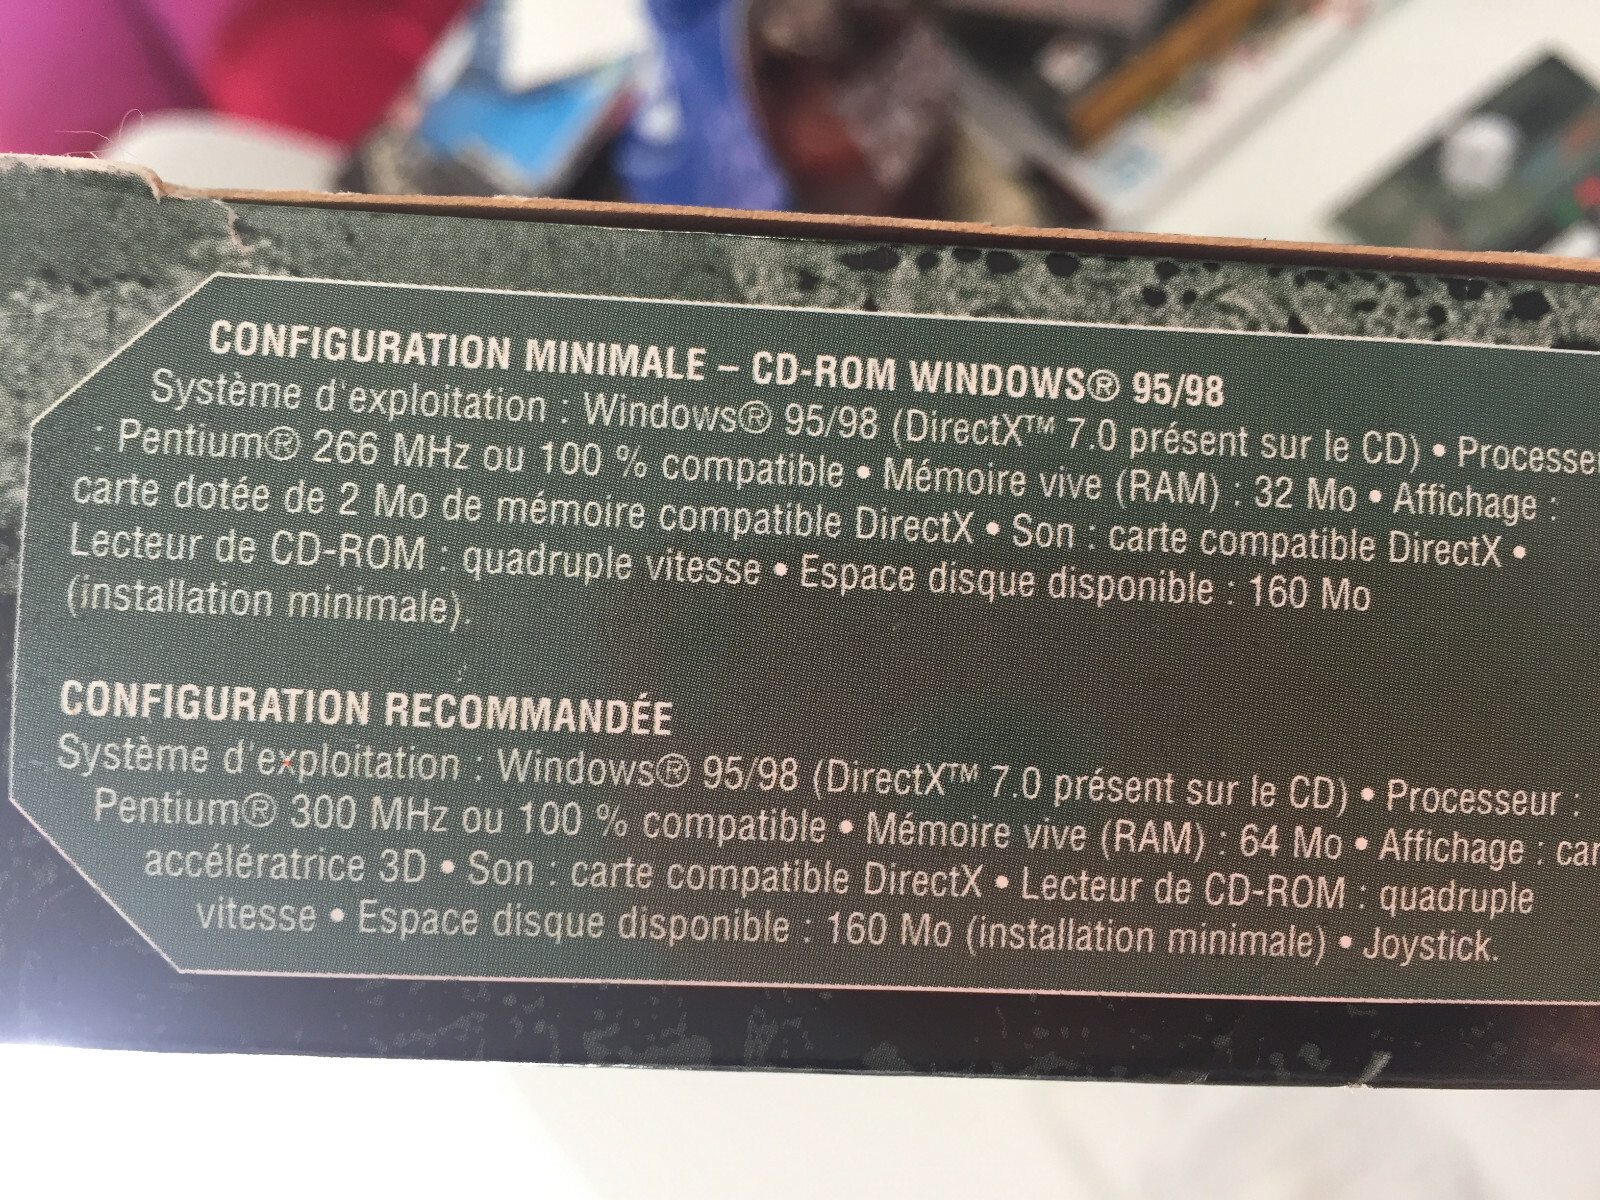 CONFIGURATION MINIMALE – CD-ROM WINDOWS® 95/98
Système d'exploitation : Windows® 95/98 (DirectX™ 7.0 présent sur le CD) • Processeu
: Pentium® 266 MHz ou 100 % compatible • Mémoire vive (RAM) : 32 Mo • Affichage :
carte dotée de 2 Mo de mémoire compatible DirectX • Son : carte compatible DirectX •
Lecteur de CD-ROM : quadruple vitesse • Espace disque disponible : 160 Mo
(installation minimale).
CONFIGURATION RECOMMANDÉE
Système d'exploitation : Windows® 95/98 (DirectX™ 7.0 présent sur le CD) • Processeur :
Pentium® 300 MHz ou 100 % compatible • Mémoire vive (RAM) : 64 Mo • Affichage : car
accélératrice 3D • Son : carte compatible DirectX • Lecteur de CD-ROM : quadruple
vitesse • Espace disque disponible : 160 Mo (installation minimale) • Joystick.